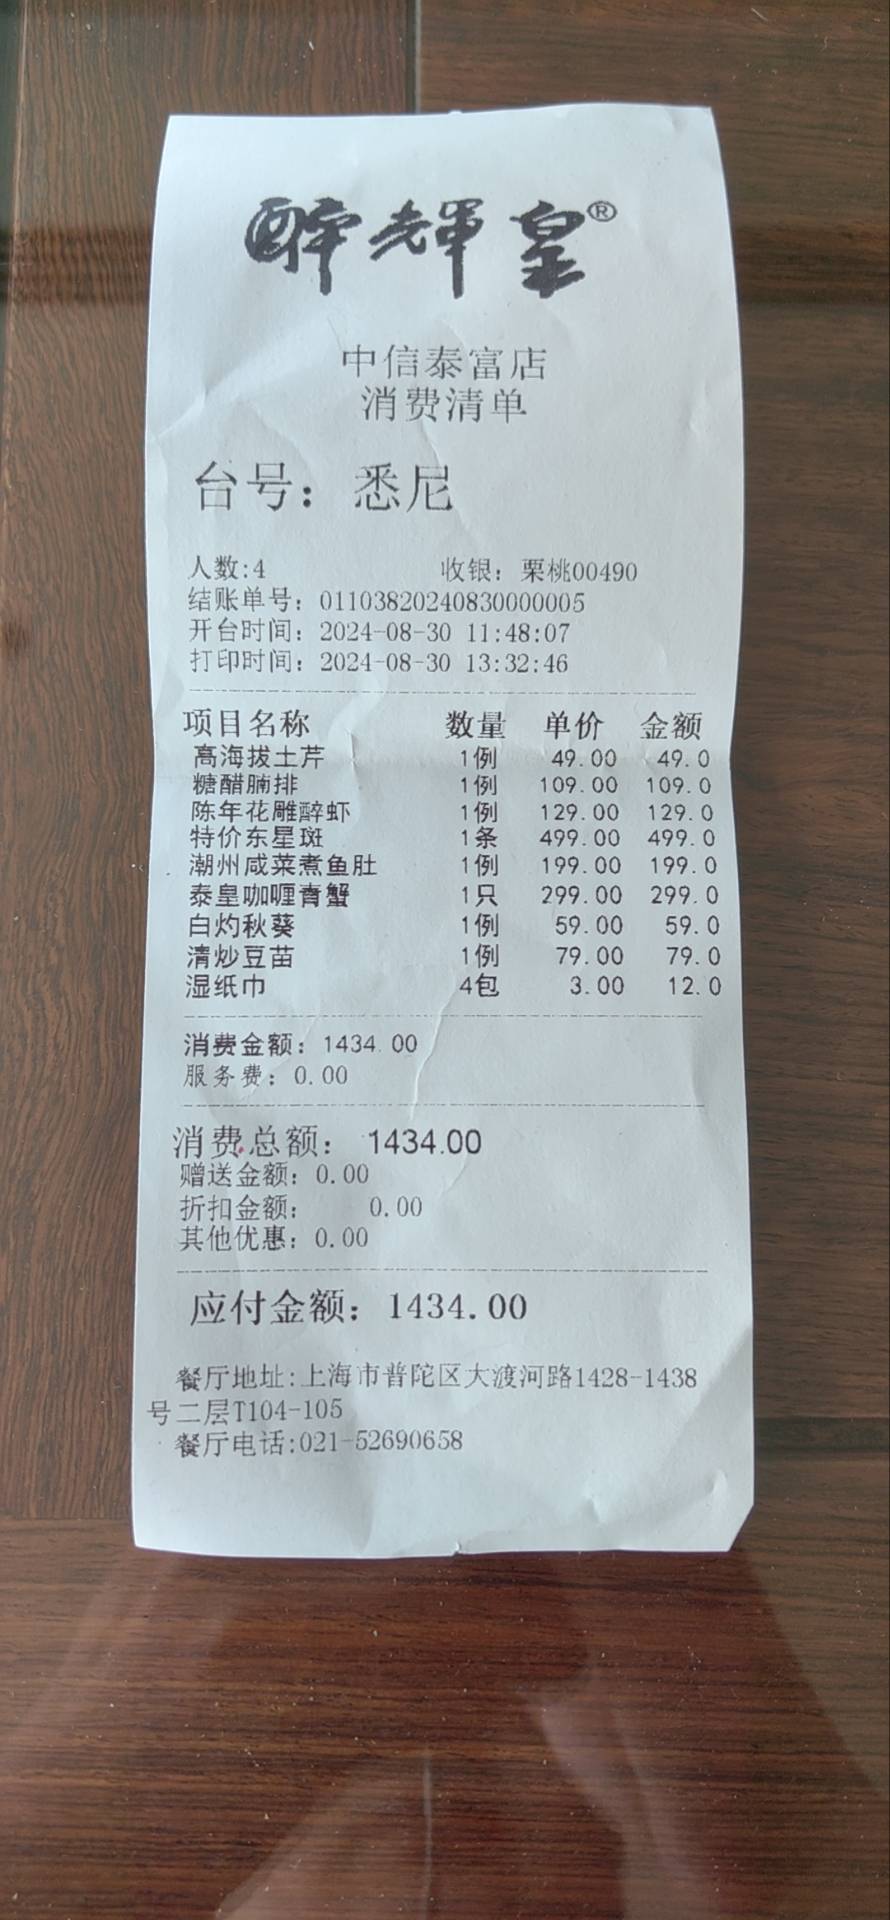 醉輝皇®
中信泰富店
消费清单
台号：悉尼
人数:4 收银：栗桃00490
结账单号：01103820240830000005
开台时间：2024-08-30 11:48:07
打印时间：2024-08-30 13:32:46
项目名称 数量 单价 金额
高海拔土芹 1例 49.00 49.0
糖醋腩排 1例 109.00 109.0
陈年花雕醉虾 1例 129.00 129.0
特价东星斑 1条 499.00 499.0
潮州咸菜煮鱼肚 1例 199.00 199.0
泰皇咖喱青蟹 1只 299.00 299.0
白灼秋葵 1例 59.00 59.0
清炒豆苗 1例 79.00 79.0
湿纸巾 4包 3.00 12.0
消费金额：1434.00
服务费：0.00
消费总额： 1434.00
赠送金额：0.00
折扣金额： 0.00
其他优惠：0.00
应付金额：1434.00
餐厅地址:上海市普陀区大渡河路1428-1438
号二层T104-105
餐厅电话:021-52690658